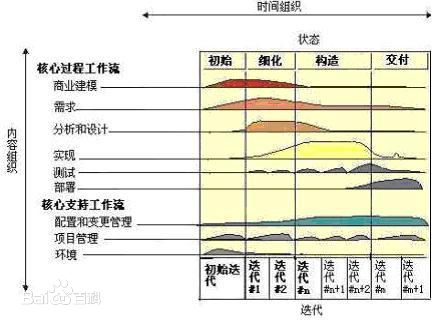 时间组织
状态
初始 细化 构造 交付
内容组织
核心过程工作流
商业建模
需求
分析和设计
实现
测试
部署
核心支持工作流
配置和变更管理
项目管理
环境
初始迭代 迭代#1 迭代#2 迭代#n 迭代#n+1 迭代#n+2 迭代#m 迭代#m+1
迭代
Bai 百科